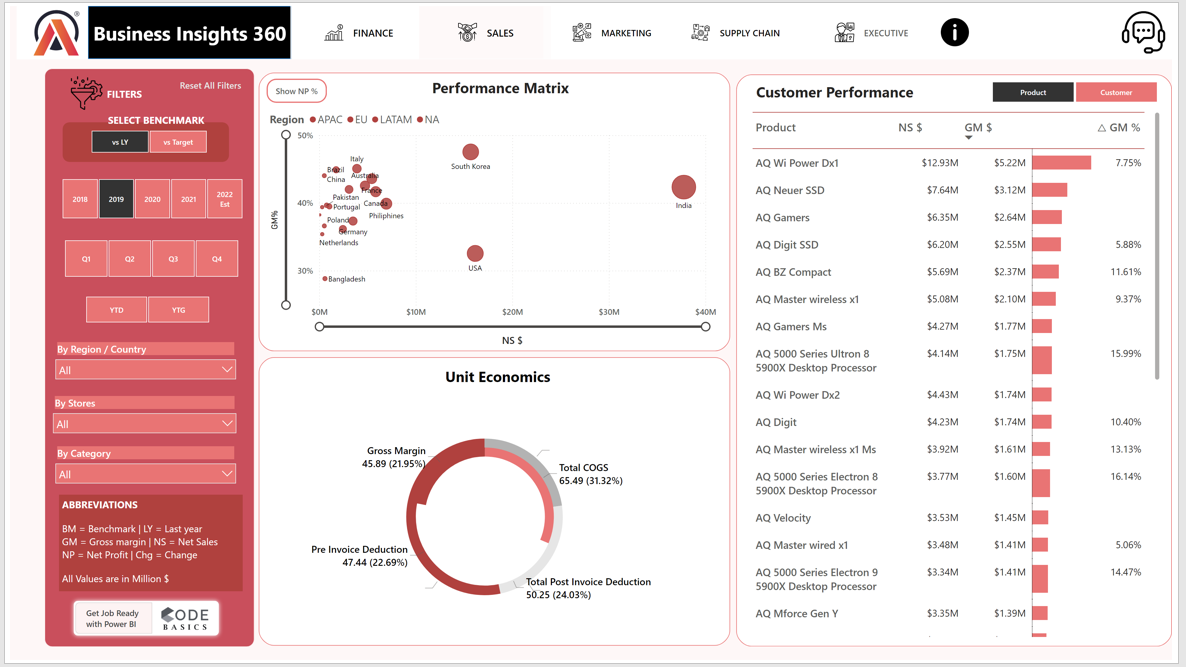 Business Insights 360
FINANCE
SALES
MARKETING
SUPPLY CHAIN
EXECUTIVE
i
FILTERS
Reset All Filters
SELECT BENCHMARK
vs LY
vs Target
2018
2019
2020
2021
2022
Est
Q1
Q2
Q3
Q4
YTD
YTG
By Region / Country
All
By Stores
All
By Category
All
ABBREVIATIONS
BM = Benchmark | LY = Last year
GM = Gross margin | NS = Net Sales
NP = Net Profit | Chg = Change
All Values are in Million $
Get Job Ready
with Power BI
CODE
BASICS
Show NP %
Performance Matrix
Region APAC EU LATAM NA
50%
40%
30%
GM%
Italy
Brazil
China
Australia
South Korea
France
Pakistan
Canada
Portugal
Philiphines
India
Poland
Germany
Netherlands
USA
Bangladesh
$0M
$10M
$20M
$30M
$40M
NS $
Unit Economics
Gross Margin
45.89 (21.95%)
Total COGS
65.49 (31.32%)
Pre Invoice Deduction
47.44 (22.69%)
Total Post Invoice Deduction
50.25 (24.03%)
Customer Performance
Product
Customer
Product NS $ GM $ △ GM %
AQ Wi Power Dx1 $12.93M $5.22M 7.75%
AQ Neuer SSD $7.64M $3.12M
AQ Gamers $6.35M $2.64M
AQ Digit SSD $6.20M $2.55M 5.88%
AQ BZ Compact $5.69M $2.37M 11.61%
AQ Master wireless x1 $5.08M $2.10M 9.37%
AQ Gamers Ms $4.27M $1.77M
AQ 5000 Series Ultron 8 $4.14M $1.75M 15.99%
5900X Desktop Processor
AQ Wi Power Dx2 $4.43M $1.74M
AQ Digit $4.23M $1.74M 10.40%
AQ Master wireless x1 Ms $3.92M $1.61M 13.13%
AQ 5000 Series Electron 8 $3.77M $1.60M 16.14%
5900X Desktop Processor
AQ Velocity $3.53M $1.45M
AQ Master wired x1 $3.48M $1.41M 5.06%
AQ 5000 Series Electron 9 $3.34M $1.41M 14.47%
5900X Desktop Processor
AQ Mforce Gen Y $3.35M $1.39M